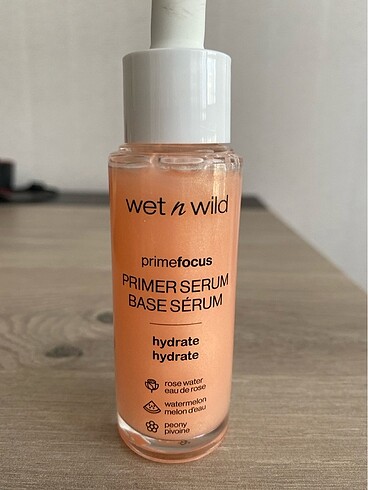 wet n wild
primefocus
PRIMER SERUM
BASE SÉRUM
hydrate
hydrate
rose water
eau de rose
watermelon
melon d'eau
peony
pivoine